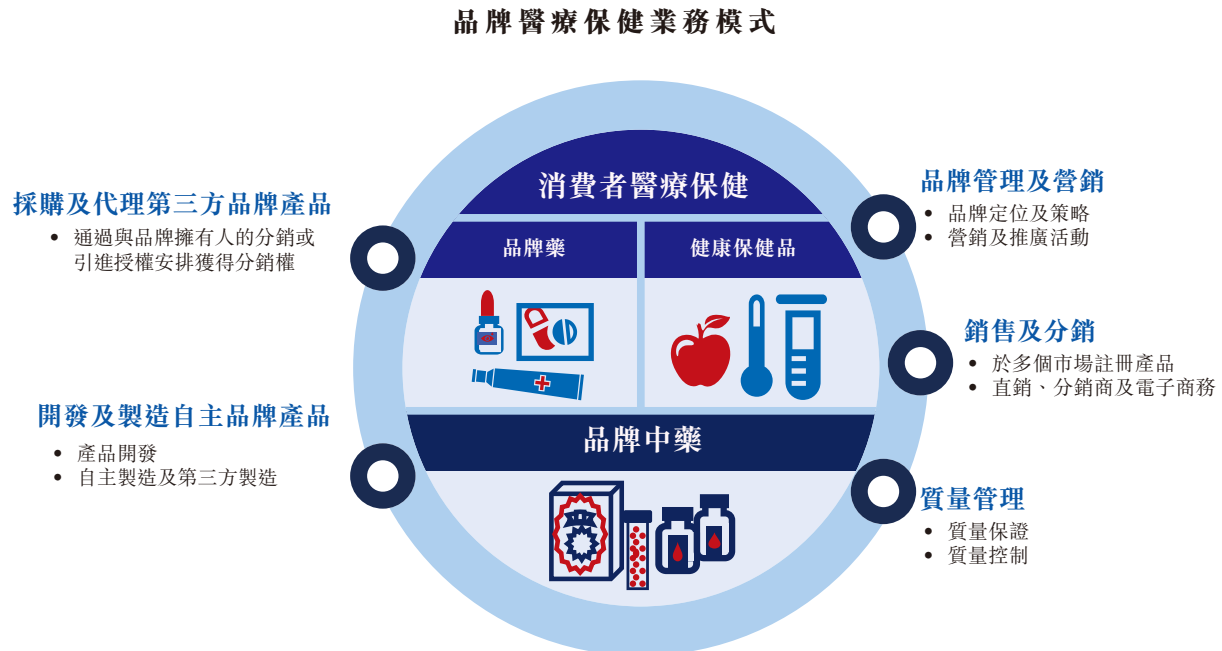 品牌醫療保健業務模式
採購及代理第三方品牌產品
• 通過與品牌擁有人的分銷或
引進授權安排獲得分銷權
開發及製造自主品牌產品
• 產品開發
• 自主製造及第三方製造
消費者醫療保健
品牌藥
健康保健品
品牌中藥
品牌管理及營銷
• 品牌定位及策略
• 營銷及推廣活動
銷售及分銷
• 於多個市場註冊產品
• 直銷、分銷商及電子商務
質量管理
• 質量保證
• 質量控制